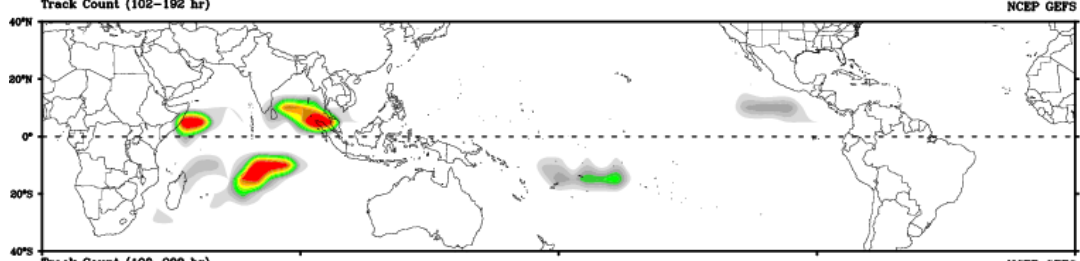 Track Count (102-192 hr)
NCEP GEFS
40°N
20°N
0°
20°S
40°S